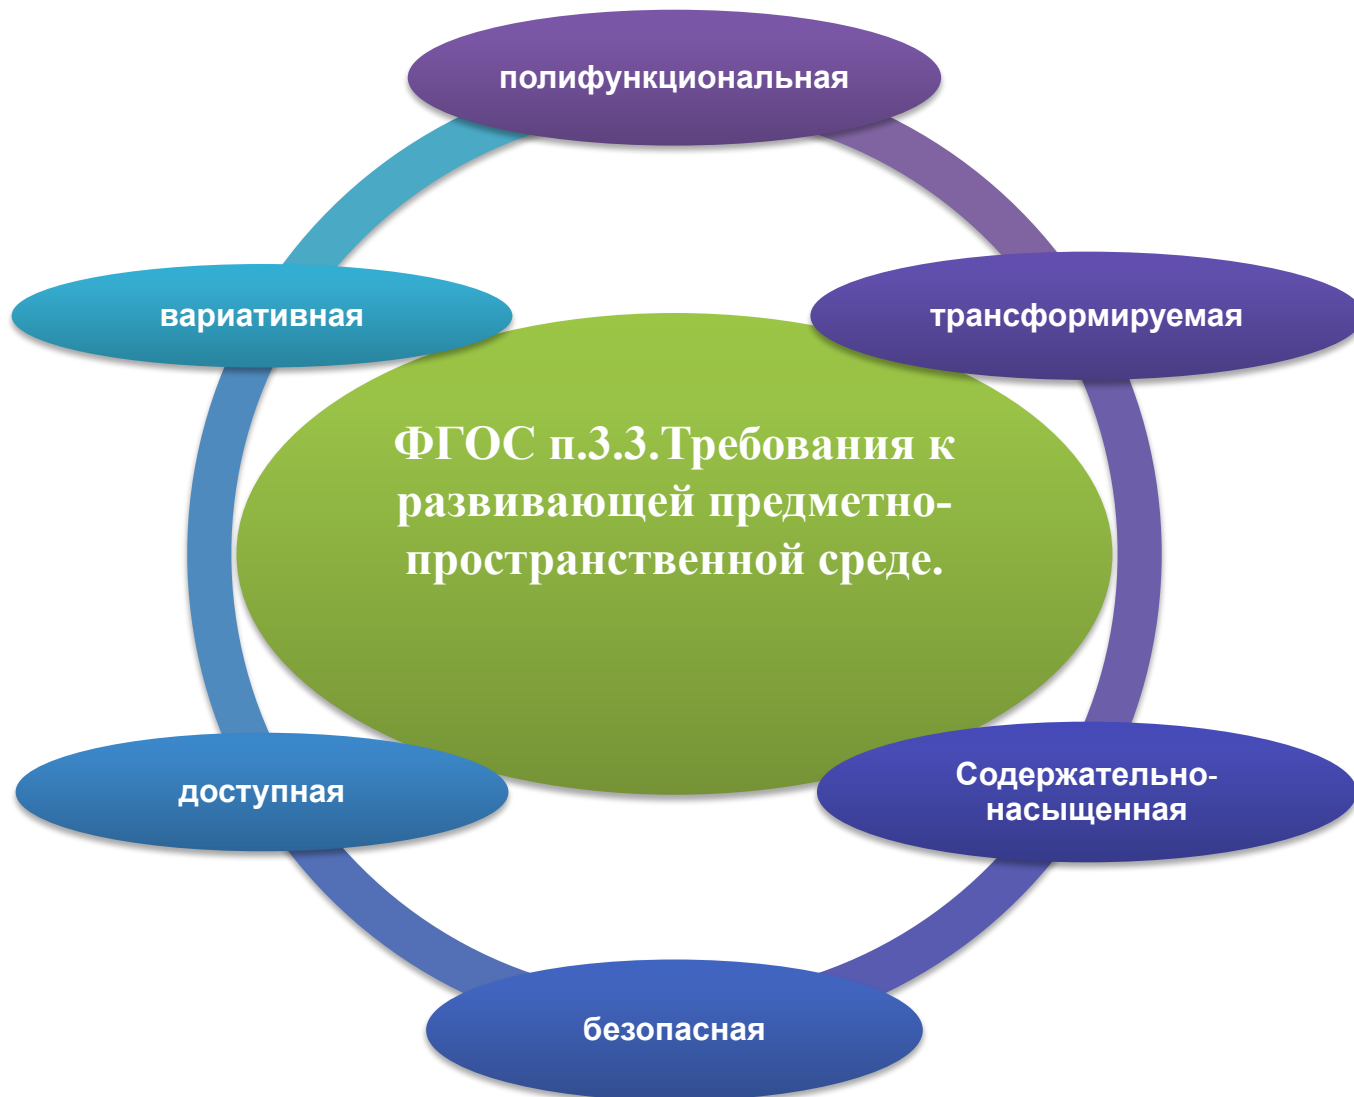 полифункциональная
вариативная
трансформируемая
ФГОС п.3.3.Требования к
развивающей предметно-
пространственной среде.
доступная
Содержательно-
насыщенная
безопасная